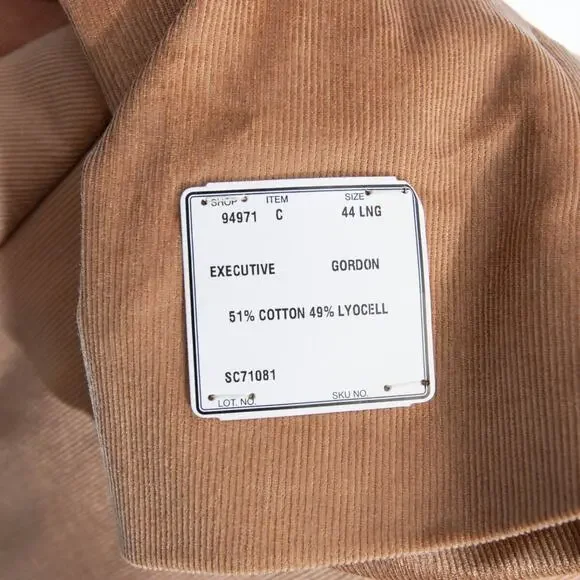 SHOP ITEM SIZE
94971 C 44 LNG
EXECUTIVE GORDON
51% COTTON 49% LYOCELL
SC71081
LOT. NO. SKU NO.